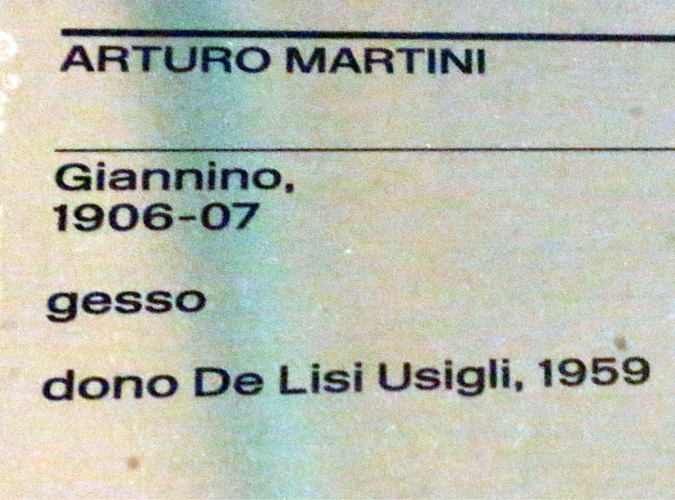 ARTURO MARTINI
Giannino,
1906-07
gesso
dono De Lisi Usigli, 1959